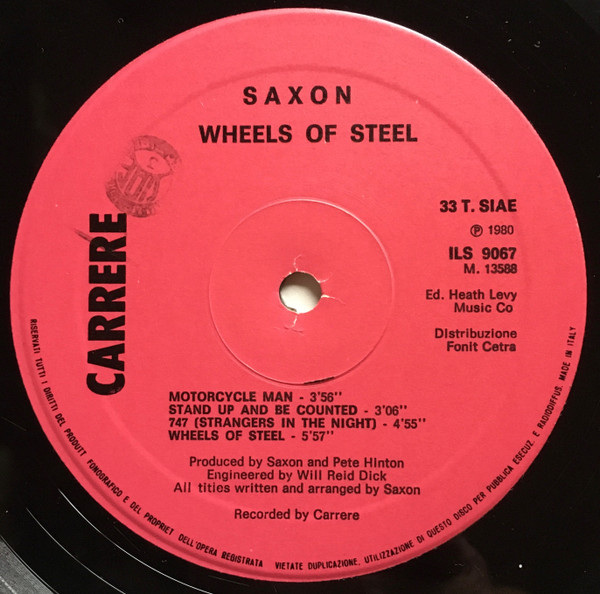 SAXON
WHEELS OF STEEL
CARRERE
33 T. SIAE
℗ 1980
ILS 9067
M. 13588
Ed. Heath Levy
Music Co
Distribuzione
Fonit Cetra
MOTORCYCLE MAN - 3'56''
STAND UP AND BE COUNTED - 3'06''
747 (STRANGERS IN THE NIGHT) - 4'55''
WHEELS OF STEEL - 5'57''
Produced by Saxon and Pete Hinton
Engineered by Will Reid Dick
All titles written and arranged by Saxon
Recorded by Carrere
RISERVATI TUTTI I DIRITTI DEL PRODUTT FONOGRAFICO E DEL PROPRIET DELL'OPERA REGISTRATA VIETATE DUPLICAZIONE, UTILIZZAZIONE DI QUESTO DISCO PER PUBBLICA ESECUZ. E RADIODIFFUS. MADE IN ITALY